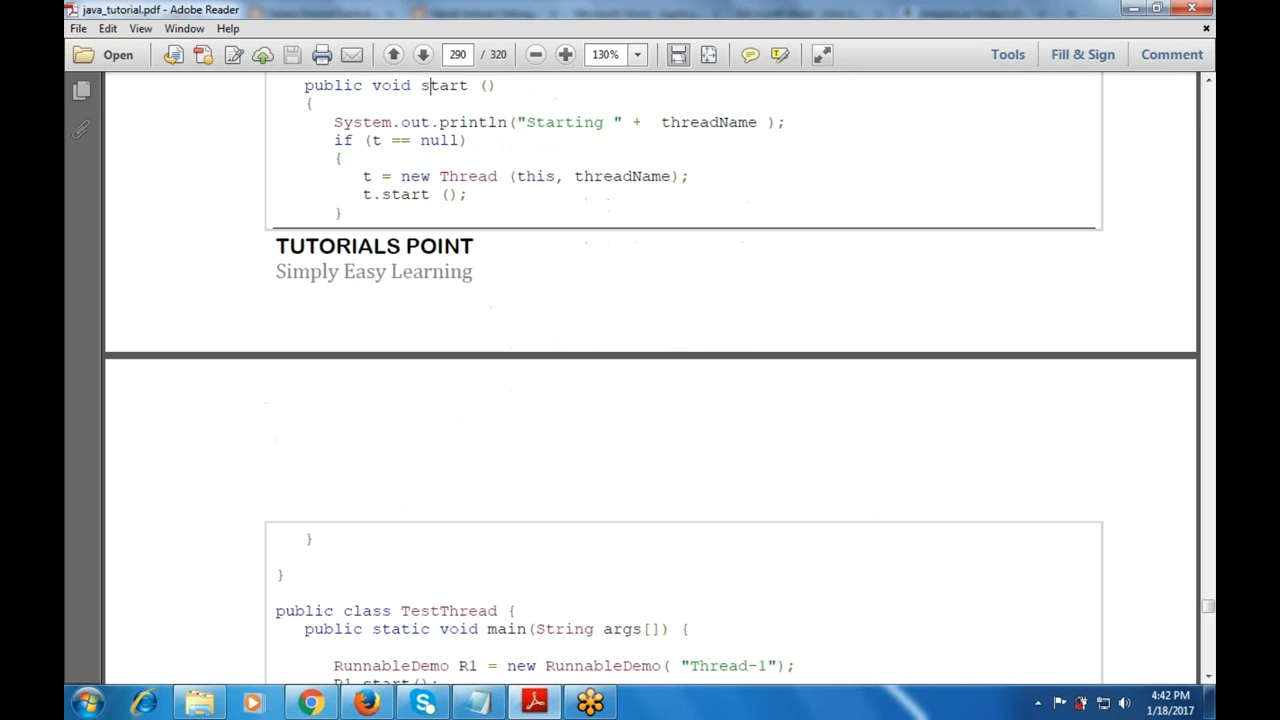 java_tutorial.pdf - Adobe Reader
File Edit View Window Help
Open 290 / 320 130% Tools Fill & Sign Comment
public void start ()
{
System.out.println("Starting " + threadName );
if (t == null)
{
t = new Thread (this, threadName);
t.start ();
}
TUTORIALS POINT
Simply Easy Learning
}
}
public class TestThread {
public static void main(String args[]) {
RunnableDemo R1 = new RunnableDemo( "Thread-1");
R1.start();
4:42 PM
1/18/2017